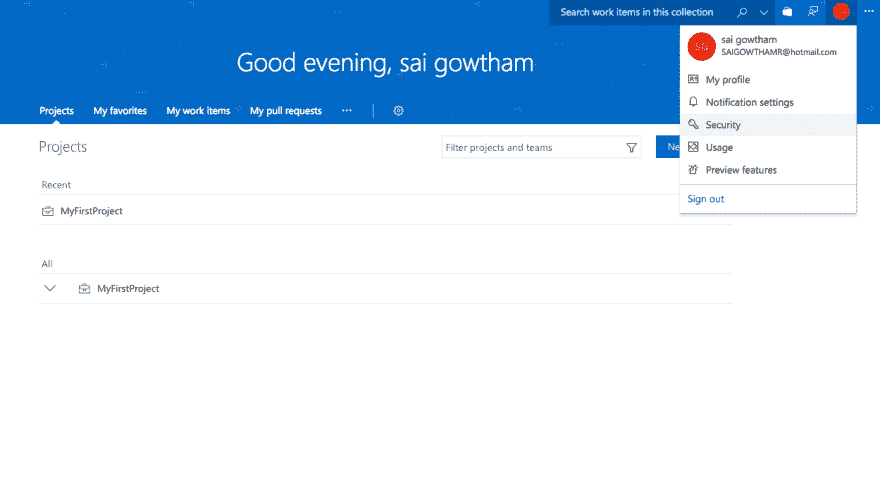 Search work items in this collection
sai gowtham
SAIGOWTHAMR@hotmail.com
My profile
Notification settings
Security
Usage
Preview features
Sign out
Good evening, sai gowtham
Projects My favorites My work items My pull requests ...
Projects
Filter projects and teams
Ne
Recent
MyFirstProject
All
MyFirstProject